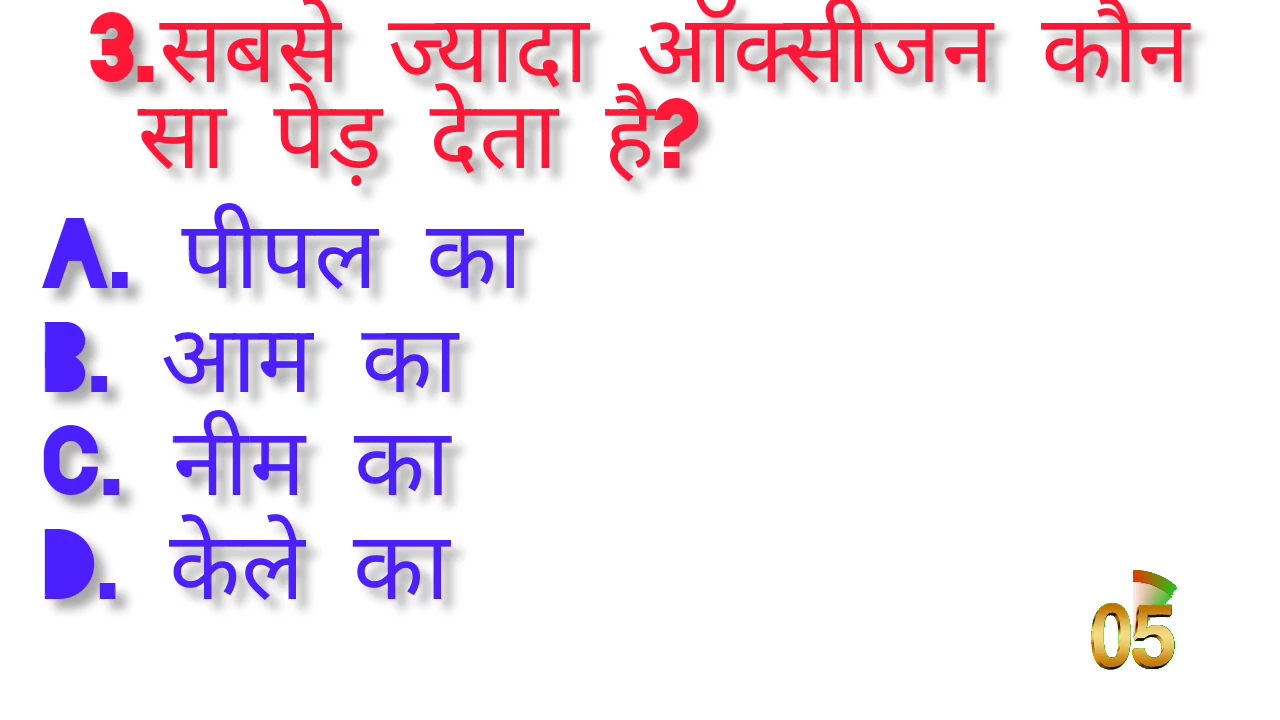 3.सबसे ज्यादा ऑक्सीजन कौन
सा पेड़ देता है?
A. पीपल का
B. आम का
C. नीम का
D. केले का
05